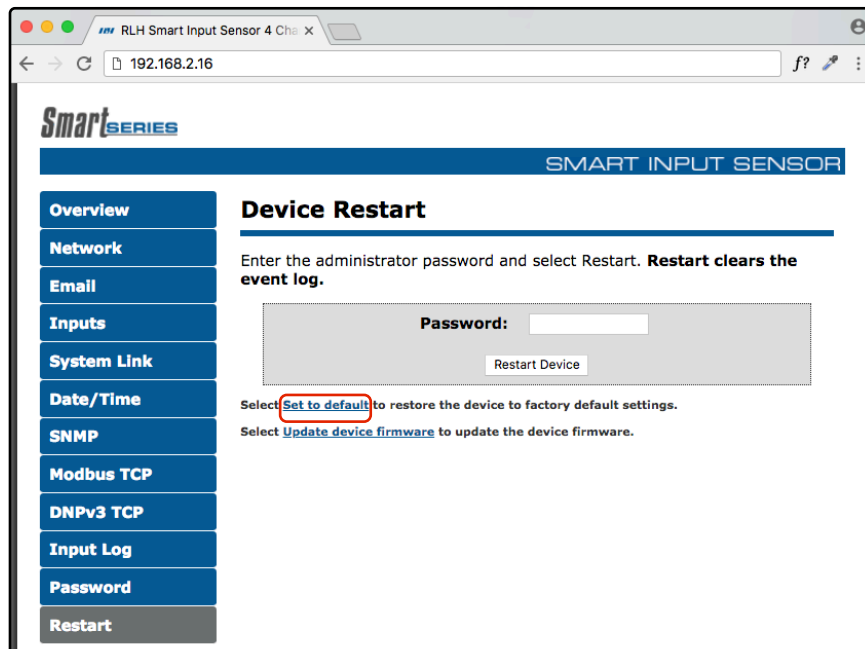 RLH Smart Input Sensor 4 Cha
192.168.2.16
f?
Smart SERIES
SMART INPUT SENSOR
Overview
Network
Email
Inputs
System Link
Date/Time
SNMP
Modbus TCP
DNPv3 TCP
Input Log
Password
Restart
Device Restart
Enter the administrator password and select Restart. Restart clears the
event log.
Password:
Restart Device
Select Set to default to restore the device to factory default settings.
Select Update device firmware to update the device firmware.